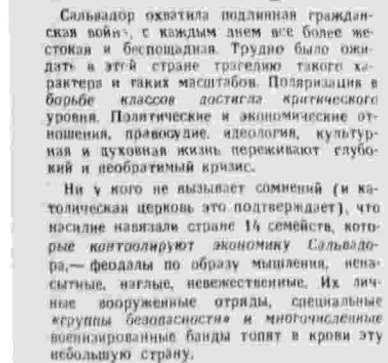 Сальвадор охватила подлинная граждан-
ская война, с каждым днем все более же-
стокая и беспощадная. Трудно было ожи-
дать в этой стране трагедию такого ха-
рактера и таких масштабов. Поляризация в
борьбе классов достигла критического
уровня. Политические и экономические от-
ношения, правосудие, идеология, культур-
ная и духовная жизнь переживают глубо-
кий и необратимый кризис.
Ни у кого не вызывает сомнений (и ка-
толическая церковь это подтверждает), что
насилие навязали стране 14 семейств, кото-
рые контролируют экономику Сальвадо-
ра,— феодалы по образу мышления, нена-
сытные, наглые, невежественные. Их лич-
ные вооруженные отряды, специальные
«группы безопасности» и многочисленные
военизированные банды топят в крови эту
небольшую страну.